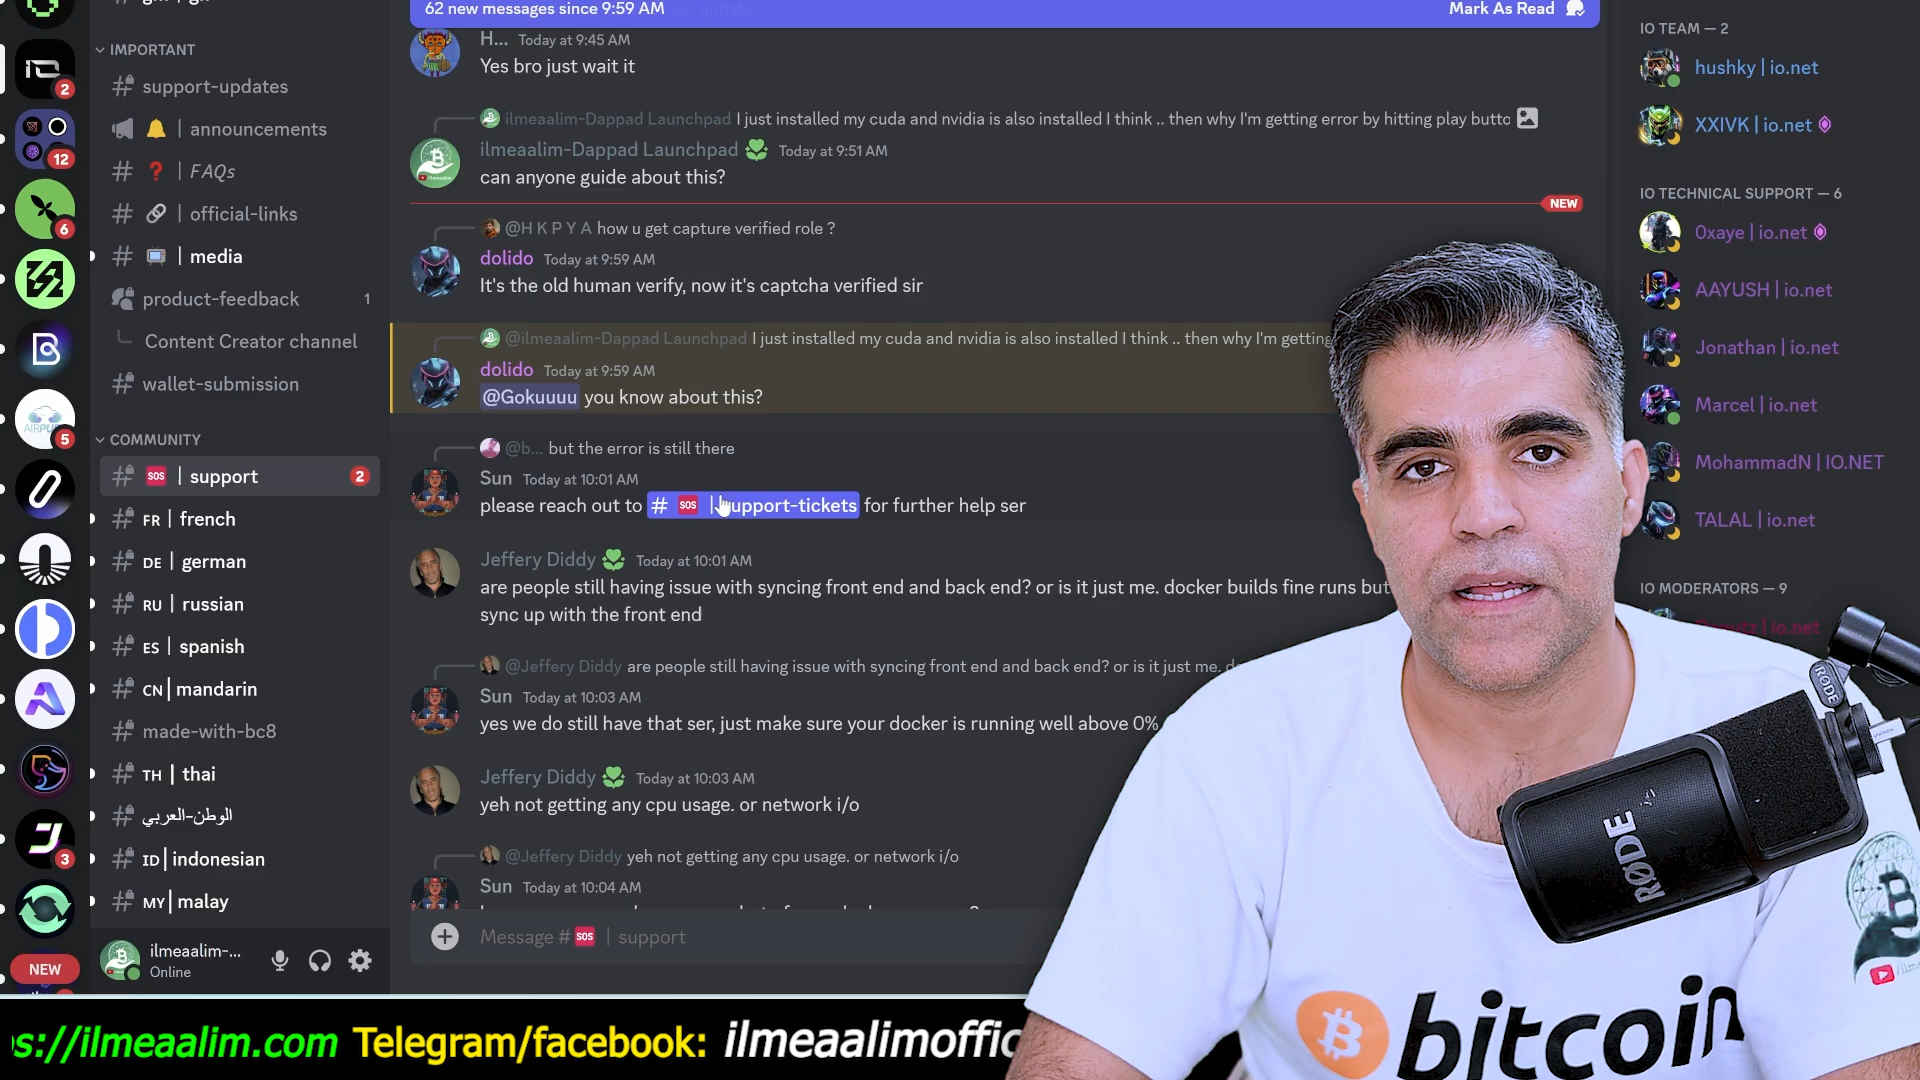 IMPORTANT
support-updates
| announcements
| FAQs
| official-links
| media
product-feedback 1
Content Creator channel
wallet-submission
COMMUNITY
SOS | support 2
FR | french
DE | german
RU | russian
ES | spanish
CN | mandarin
made-with-bc8
TH | thai
الوطن-العربي
ID | indonesian
MY | malay
ilmeaalim-...
Online
2
12
6
5
3
NEW
62 new messages since 9:59 AM
Mark As Read
H... Today at 9:45 AM
Yes bro just wait it
ilmeaalim-Dappad Launchpad I just installed my cuda and nvidia is also installed I think .. then why I'm getting error by hitting play butto
ilmeaalim-Dappad Launchpad Today at 9:51 AM
can anyone guide about this?
NEW
@H K P Y A how u get capture verified role ?
dolido Today at 9:59 AM
It's the old human verify, now it's captcha verified sir
@ilmeaalim-Dappad Launchpad I just installed my cuda and nvidia is also installed I think .. then why I'm getting
dolido Today at 9:59 AM
@Gokuuuu you know about this?
@b... but the error is still there
Sun Today at 10:01 AM
please reach out to # SOS | support-tickets for further help ser
Jeffery Diddy Today at 10:01 AM
are people still having issue with syncing front end and back end? or is it just me. docker builds fine runs but
sync up with the front end
@Jeffery Diddy are people still having issue with syncing front end and back end? or is it just me.
Sun Today at 10:03 AM
yes we do still have that ser, just make sure your docker is running well above 0%
Jeffery Diddy Today at 10:03 AM
yeh not getting any cpu usage. or network i/o
@Jeffery Diddy yeh not getting any cpu usage. or network i/o
Sun Today at 10:04 AM
Message # SOS | support
IO TEAM — 2
hushky | io.net
XXIVK | io.net
IO TECHNICAL SUPPORT — 6
0xaye | io.net
AAYUSH | io.net
Jonathan | io.net
Marcel | io.net
MohammadN | IO.NET
TALAL | io.net
IO MODERATORS — 9
RØDE
RØDE
bitcoin
s://ilmeaalim.com Telegram/facebook: ilmeaalimoffic